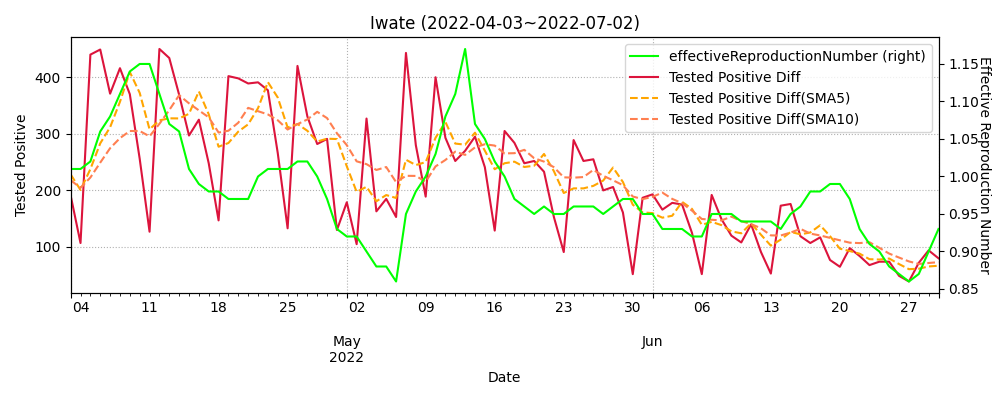 Iwate (2022-04-03~2022-07-02)
effectiveReproductionNumber (right)
Tested Positive Diff
Tested Positive Diff(SMA5)
Tested Positive Diff(SMA10)
Tested Positive
400
300
200
100
Effective Reproduction Number
1.15
1.10
1.05
1.00
0.95
0.90
0.85
04 11 18 25 02 09 16 23 30 06 13 20 27
May Jun
2022
Date